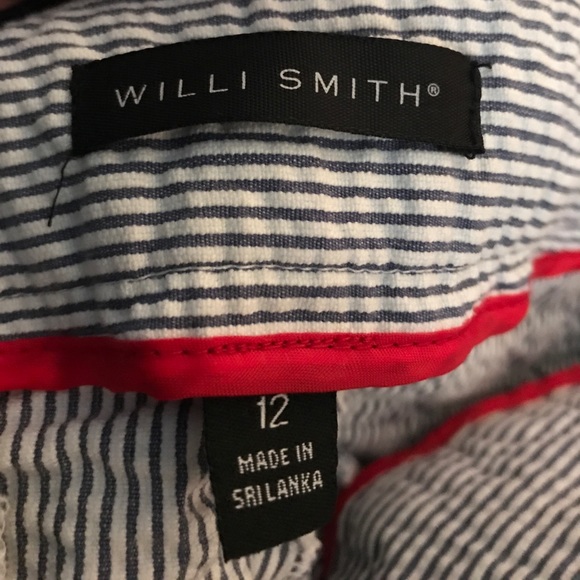 WILLI SMITH®
12
MADE IN
SRI LANKA